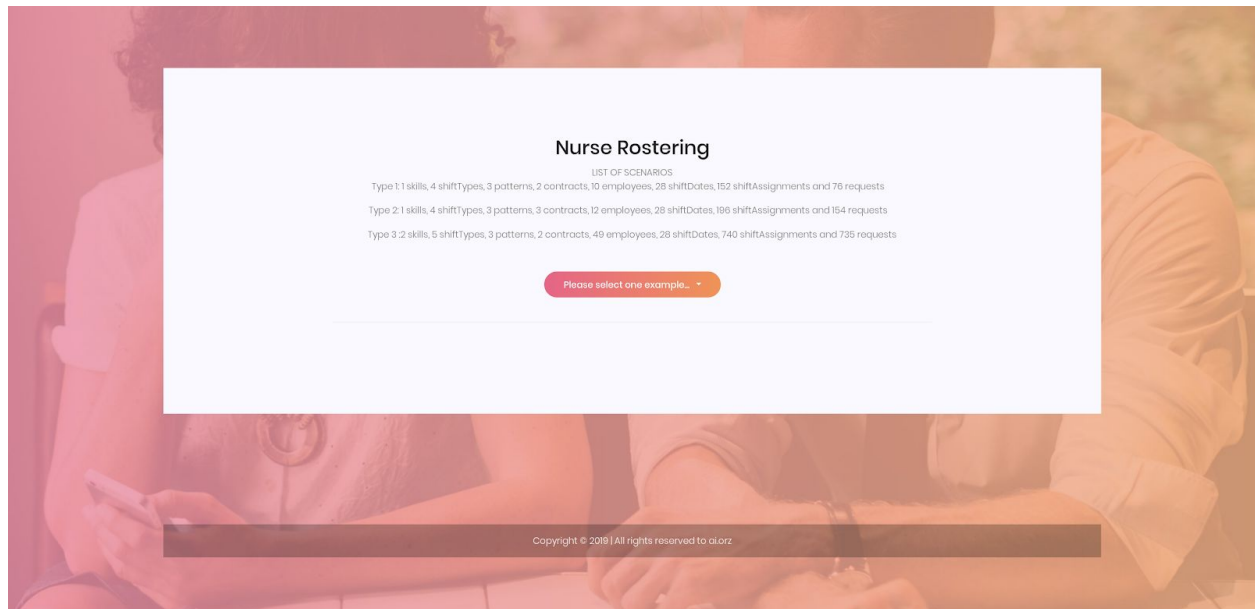 Nurse Rostering
LIST OF SCENARIOS
Type 1: 1 skills, 4 shiftTypes, 3 patterns, 2 contracts, 10 employees, 28 shiftDates, 152 shiftAssignments and 76 requests
Type 2: 1 skills, 4 shiftTypes, 3 patterns, 3 contracts, 12 employees, 28 shiftDates, 196 shiftAssignments and 154 requests
Type 3 :2 skills, 5 shiftTypes, 3 patterns, 2 contracts, 49 employees, 28 shiftDates, 740 shiftAssignments and 735 requests
Please select one example...
Copyright © 2019 | All rights reserved to ai.orz